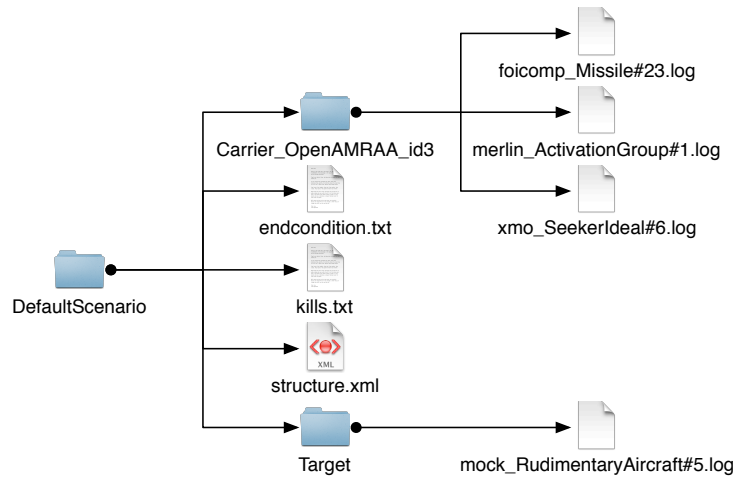 foicomp_Missile#23.log
Carrier_OpenAMRAA_id3
merlin_ActivationGroup#1.log
endcondition.txt
xmo_SeekerIdeal#6.log
DefaultScenario
kills.txt
XML
structure.xml
Target
mock_RudimentaryAircraft#5.log